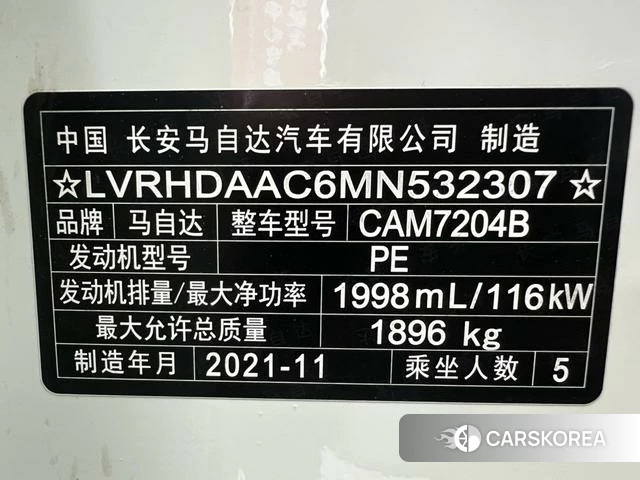 中国 长安马自达汽车有限公司 制造
☆LVRHDAAC6MN532307☆
品牌 马自达 整车型号 CAM7204B
发动机型号 PE
发动机排量/最大净功率 1998mL/116kW
最大允许总质量 1896 kg
制造年月 2021-11 乘坐人数 5
CARSKOREA